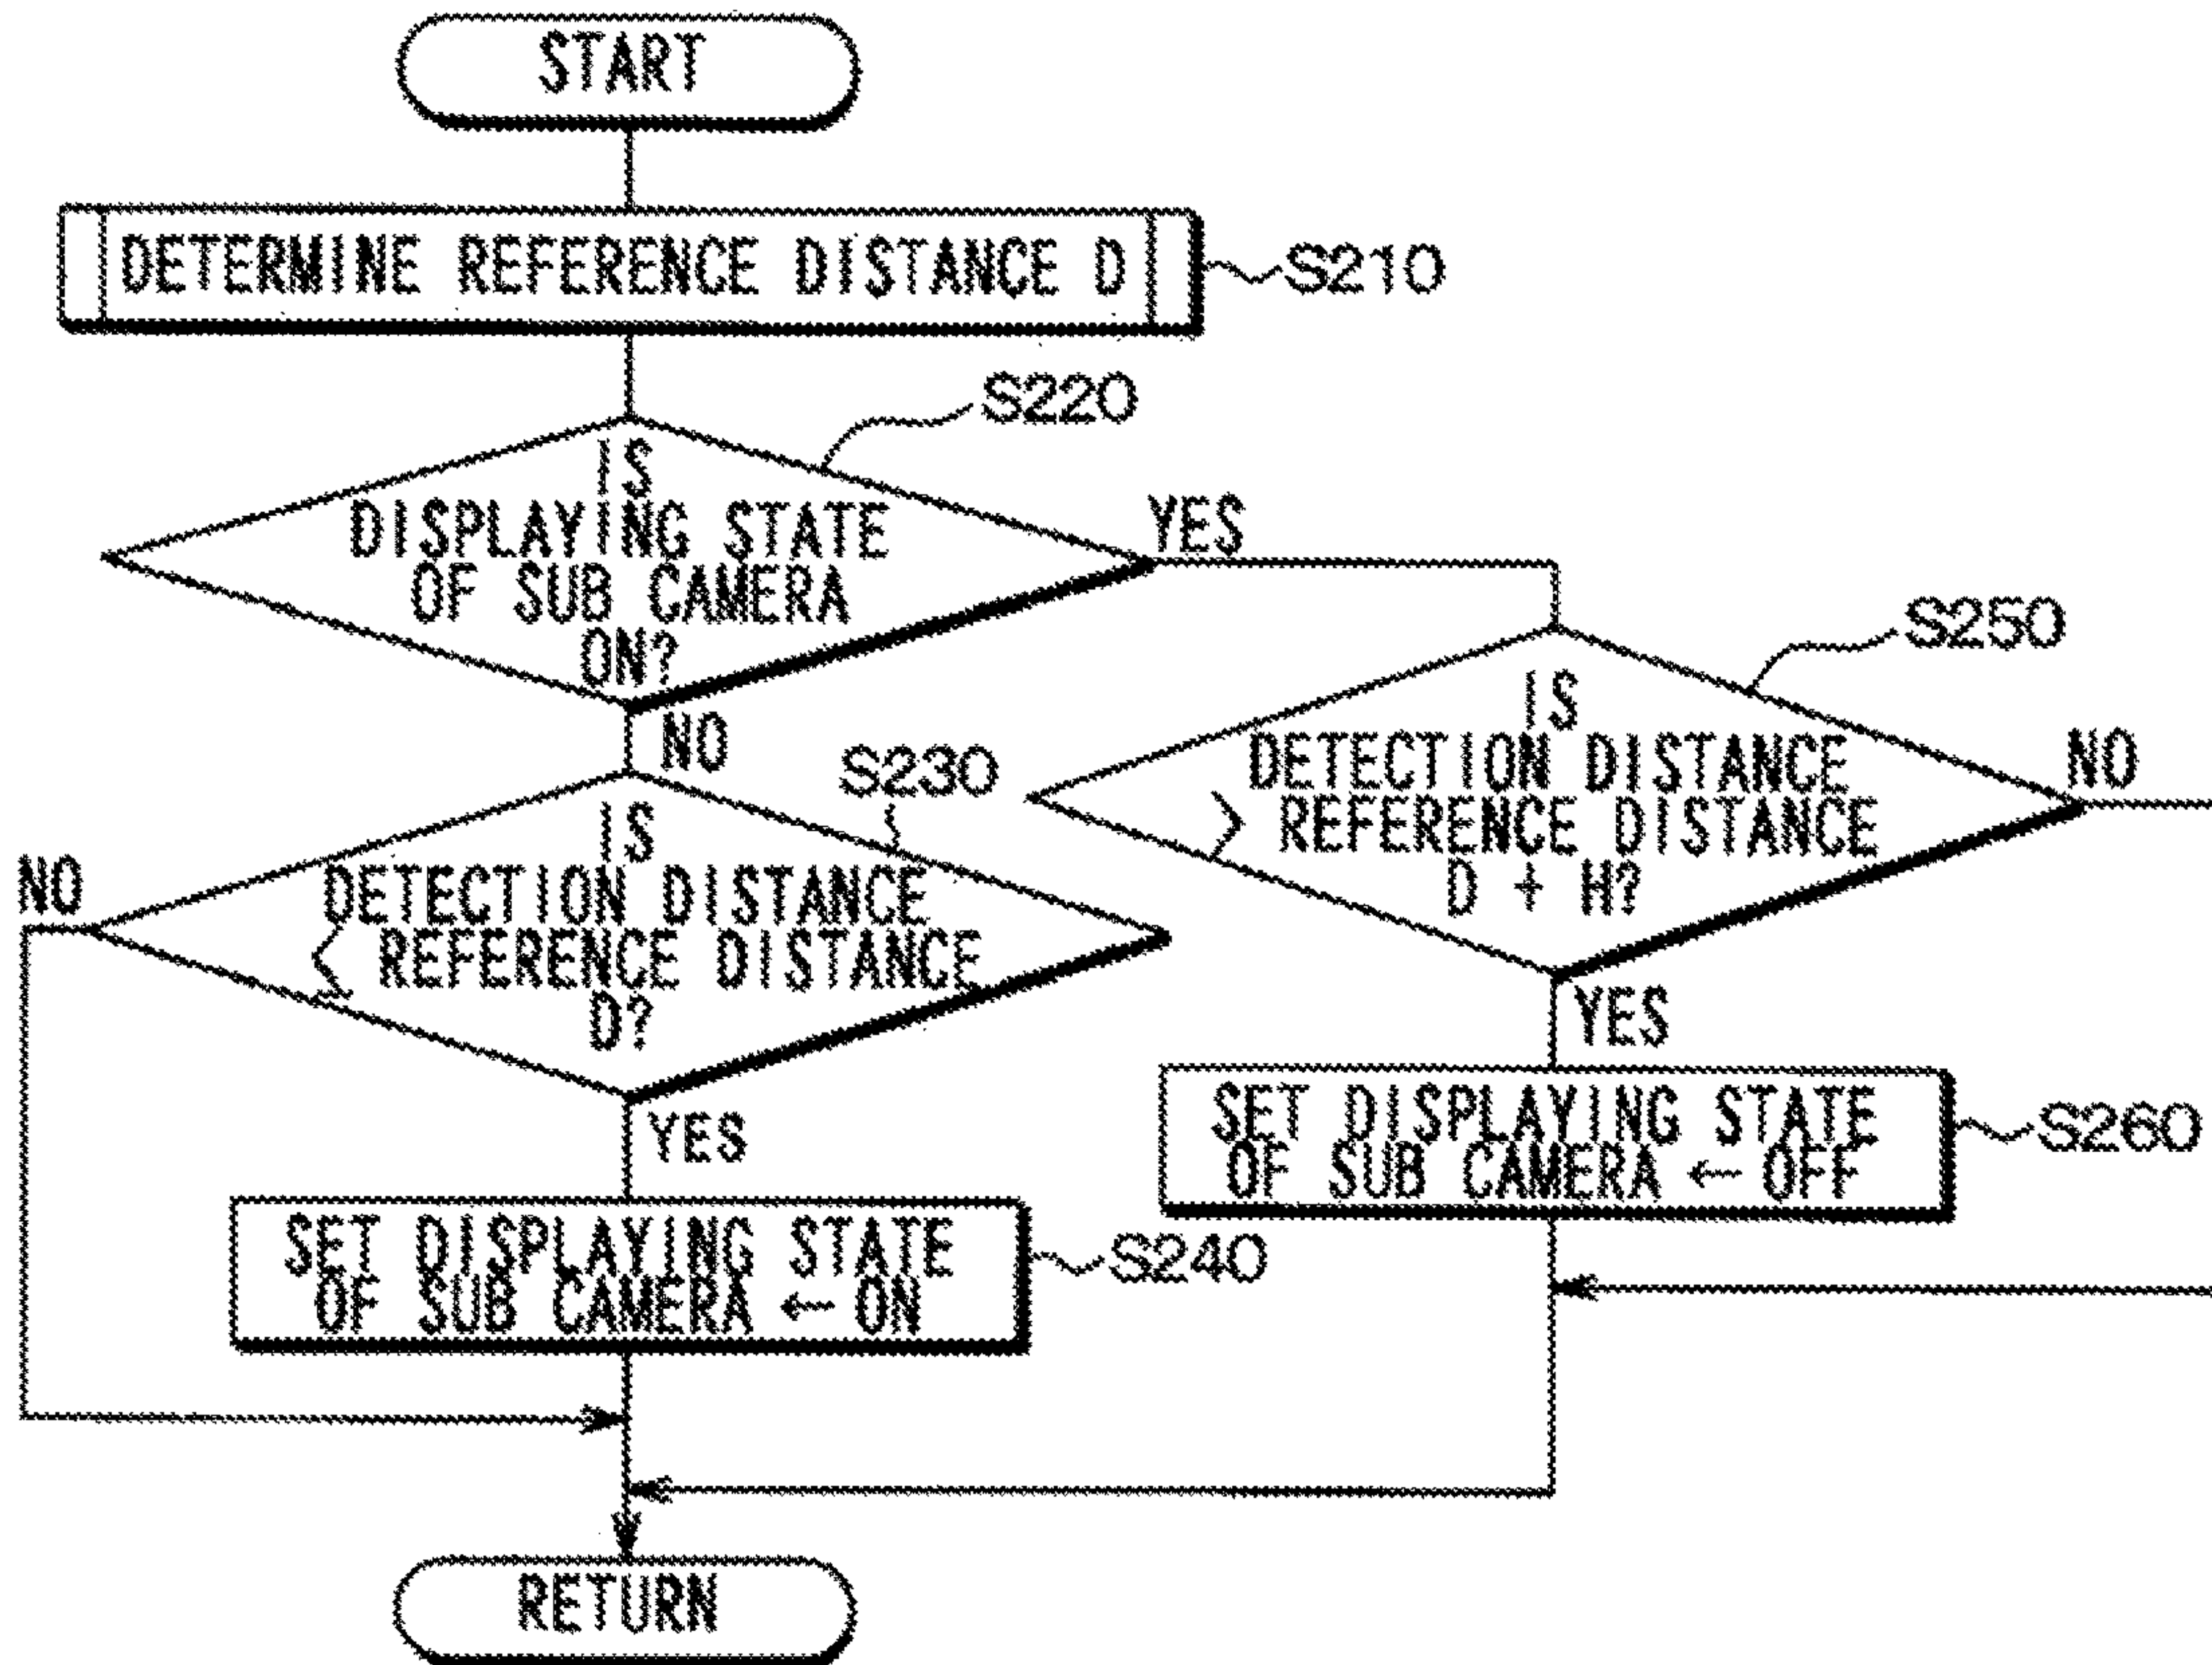 START
DETERMINE REFERENCE DISTANCE D
S210
S220
IS
DISPLAYING STATE
OF SUB CAMERA
ON?
YES
NO
S230
IS
DETECTION DISTANCE
≤ REFERENCE DISTANCE
D?
NO
YES
SET DISPLAYING STATE
OF SUB CAMERA ← ON
S240
S250
IS
DETECTION DISTANCE
> REFERENCE DISTANCE
D + H?
NO
YES
SET DISPLAYING STATE
OF SUB CAMERA ← OFF
S260
RETURN